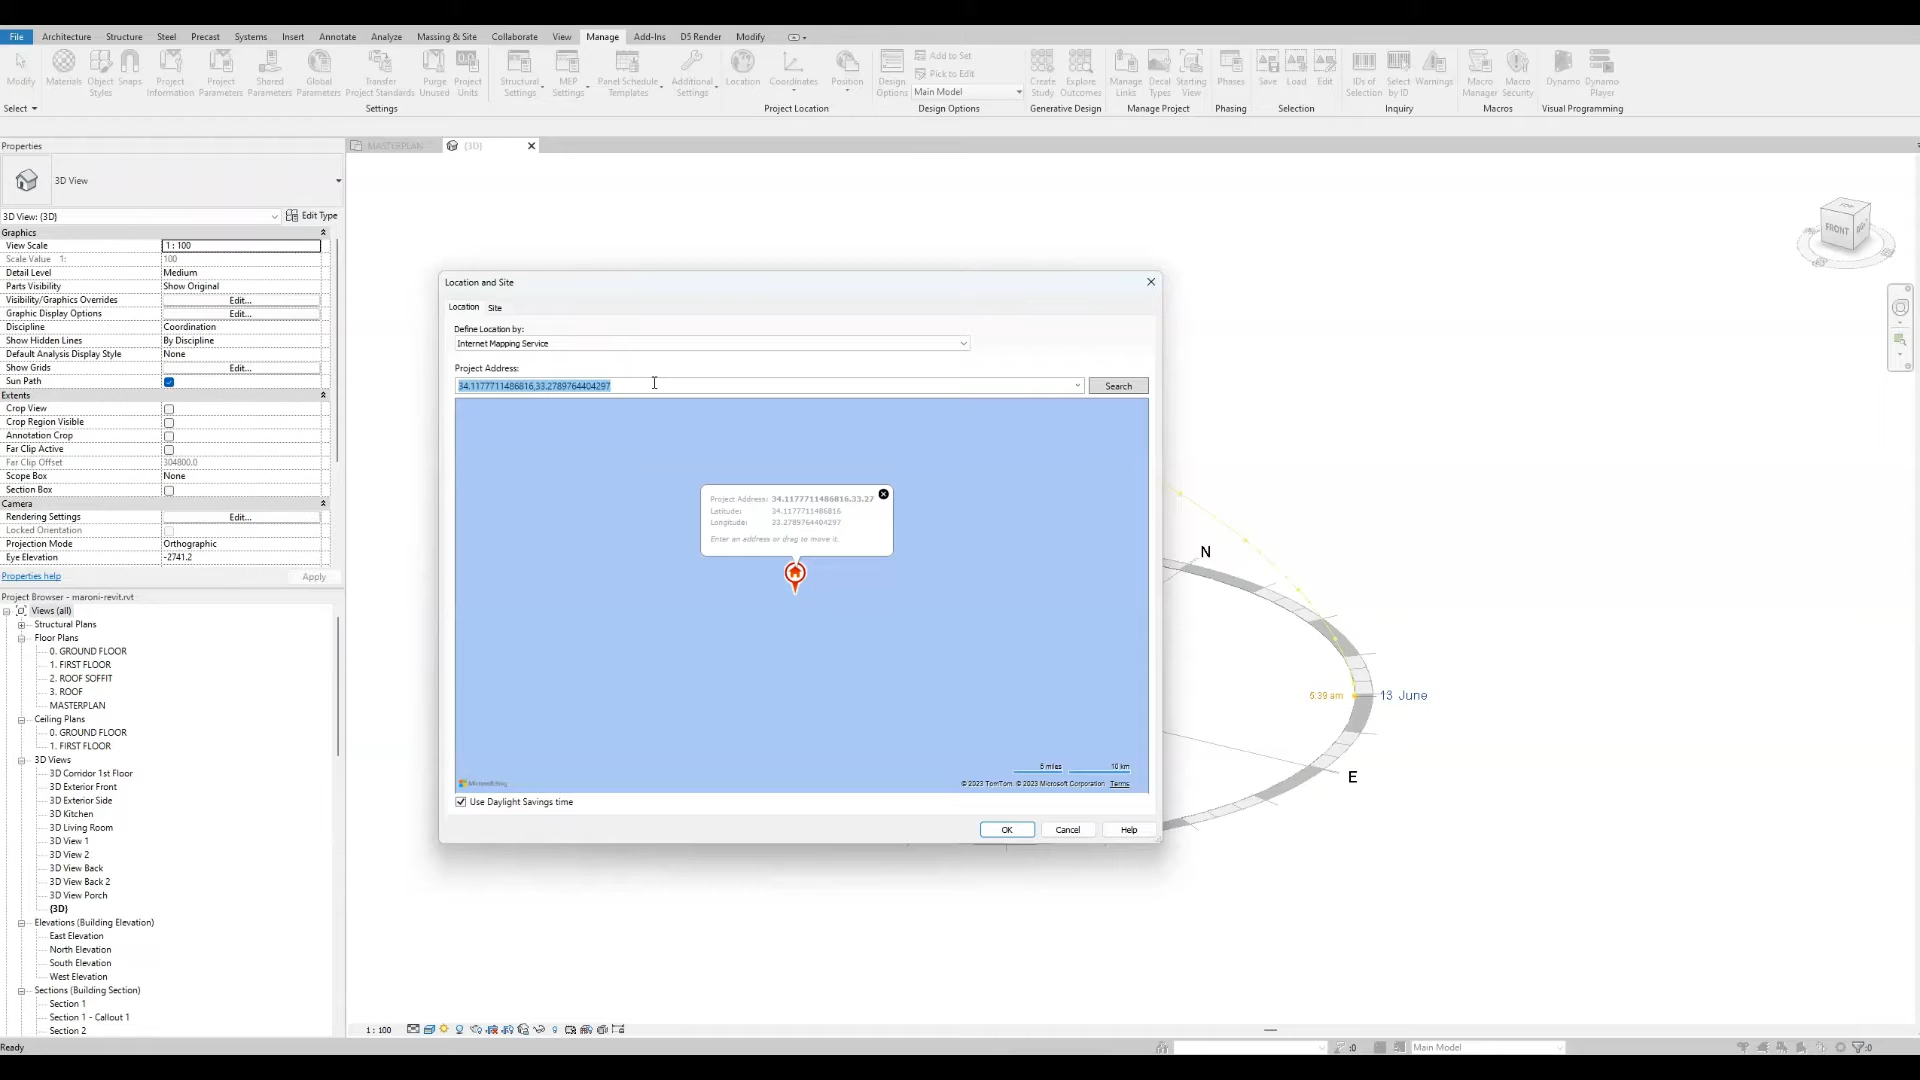 File Architecture Structure Steel Precast Systems Insert Annotate Analyze Massing & Site Collaborate View Manage Add-Ins D5 Render Modify
Modify Materials Object Styles Snaps Project Information Project Parameters Shared Parameters Global Parameters Transfer Project Standards Purge Unused Project Units Structural Settings MEP Settings Panel Schedule Templates Additional Settings Location Coordinates Position Design Options Add to Set Pick to Edit Main Model Create Study Explore Outcomes Manage Links Decal Types Starting View Phases Save Load Edit IDs of Selection Select by ID Warnings Macro Manager Macro Security Dynamo Dynamo Player
Select Settings Project Location Design Options Generative Design Manage Project Phasing Selection Inquiry Macros Visual Programming
Properties
MASTERPLAN {3D}
3D View
3D View: {3D} Edit Type
Graphics
View Scale 1 : 100
Scale Value 1: 100
Detail Level Medium
Parts Visibility Show Original
Visibility/Graphics Overrides Edit...
Graphic Display Options Edit...
Discipline Coordination
Show Hidden Lines By Discipline
Default Analysis Display Style None
Show Grids Edit...
Sun Path
Extents
Crop View
Crop Region Visible
Annotation Crop
Far Clip Active
Far Clip Offset 304800.0
Scope Box None
Section Box
Camera
Rendering Settings Edit...
Locked Orientation
Projection Mode Orthographic
Eye Elevation -2741.2
Properties help Apply
Project Browser - maroni-revit.rvt
Views (all)
Structural Plans
Floor Plans
0. GROUND FLOOR
1. FIRST FLOOR
2. ROOF SOFFIT
3. ROOF
MASTERPLAN
Ceiling Plans
0. GROUND FLOOR
1. FIRST FLOOR
3D Views
3D Corridor 1st Floor
3D Exterior Front
3D Exterior Side
3D Kitchen
3D Living Room
3D View 1
3D View 2
3D View Back
3D View Back 2
3D View Porch
{3D}
Elevations (Building Elevation)
East Elevation
North Elevation
South Elevation
West Elevation
Sections (Building Section)
Section 1
Section 1 - Callout 1
Section 2
Location and Site
Location Site
Define Location by:
Internet Mapping Service
Project Address:
34.1177711486816,33.2789764404297 Search
Project Address: 34.1177711486816,33.27
Latitude: 34.1177711486816
Longitude: 33.2789764404297
Enter an address or drag to move it.
5 miles 10 km
Microsoft Bing © 2023 TomTom, © 2023 Microsoft Corporation Terms
Use Daylight Savings time
OK Cancel Help
TOP
FRONT
N
5:39 am 13 June
E
1 : 100
Ready :0 Main Model :0